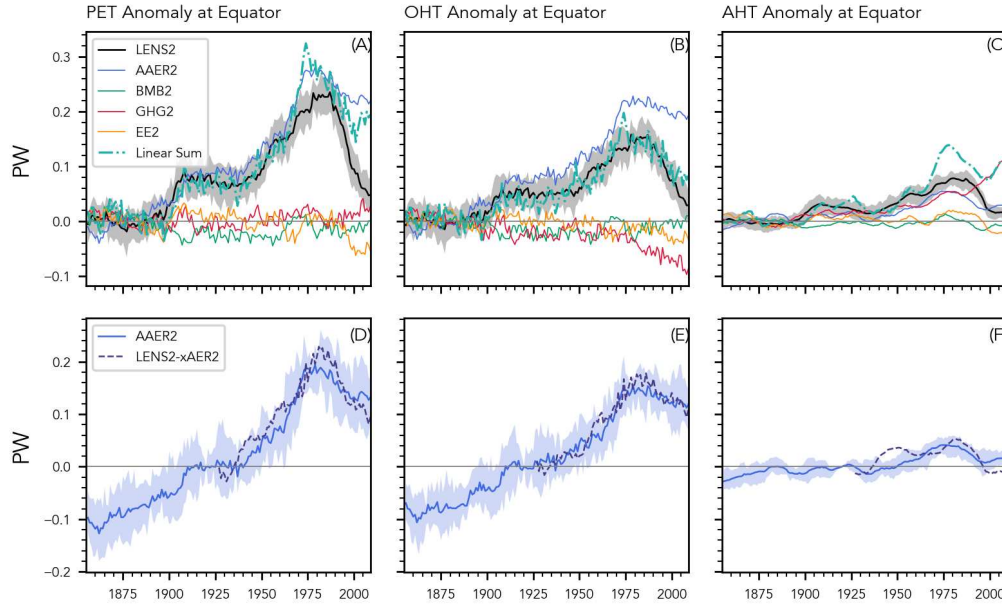 PET Anomaly at Equator
OHT Anomaly at Equator
AHT Anomaly at Equator
(A)
(B)
(C
LENS2
AAER2
BMB2
GHG2
EE2
Linear Sum
PW
0.3
0.2
0.1
0.0
−0.1
(D)
(E)
(F
AAER2
LENS2-xAER2
PW
0.2
0.1
0.0
−0.1
−0.2
1875 1900 1925 1950 1975 2000
1875 1900 1925 1950 1975 2000
1875 1900 1925 1950 1975 2000